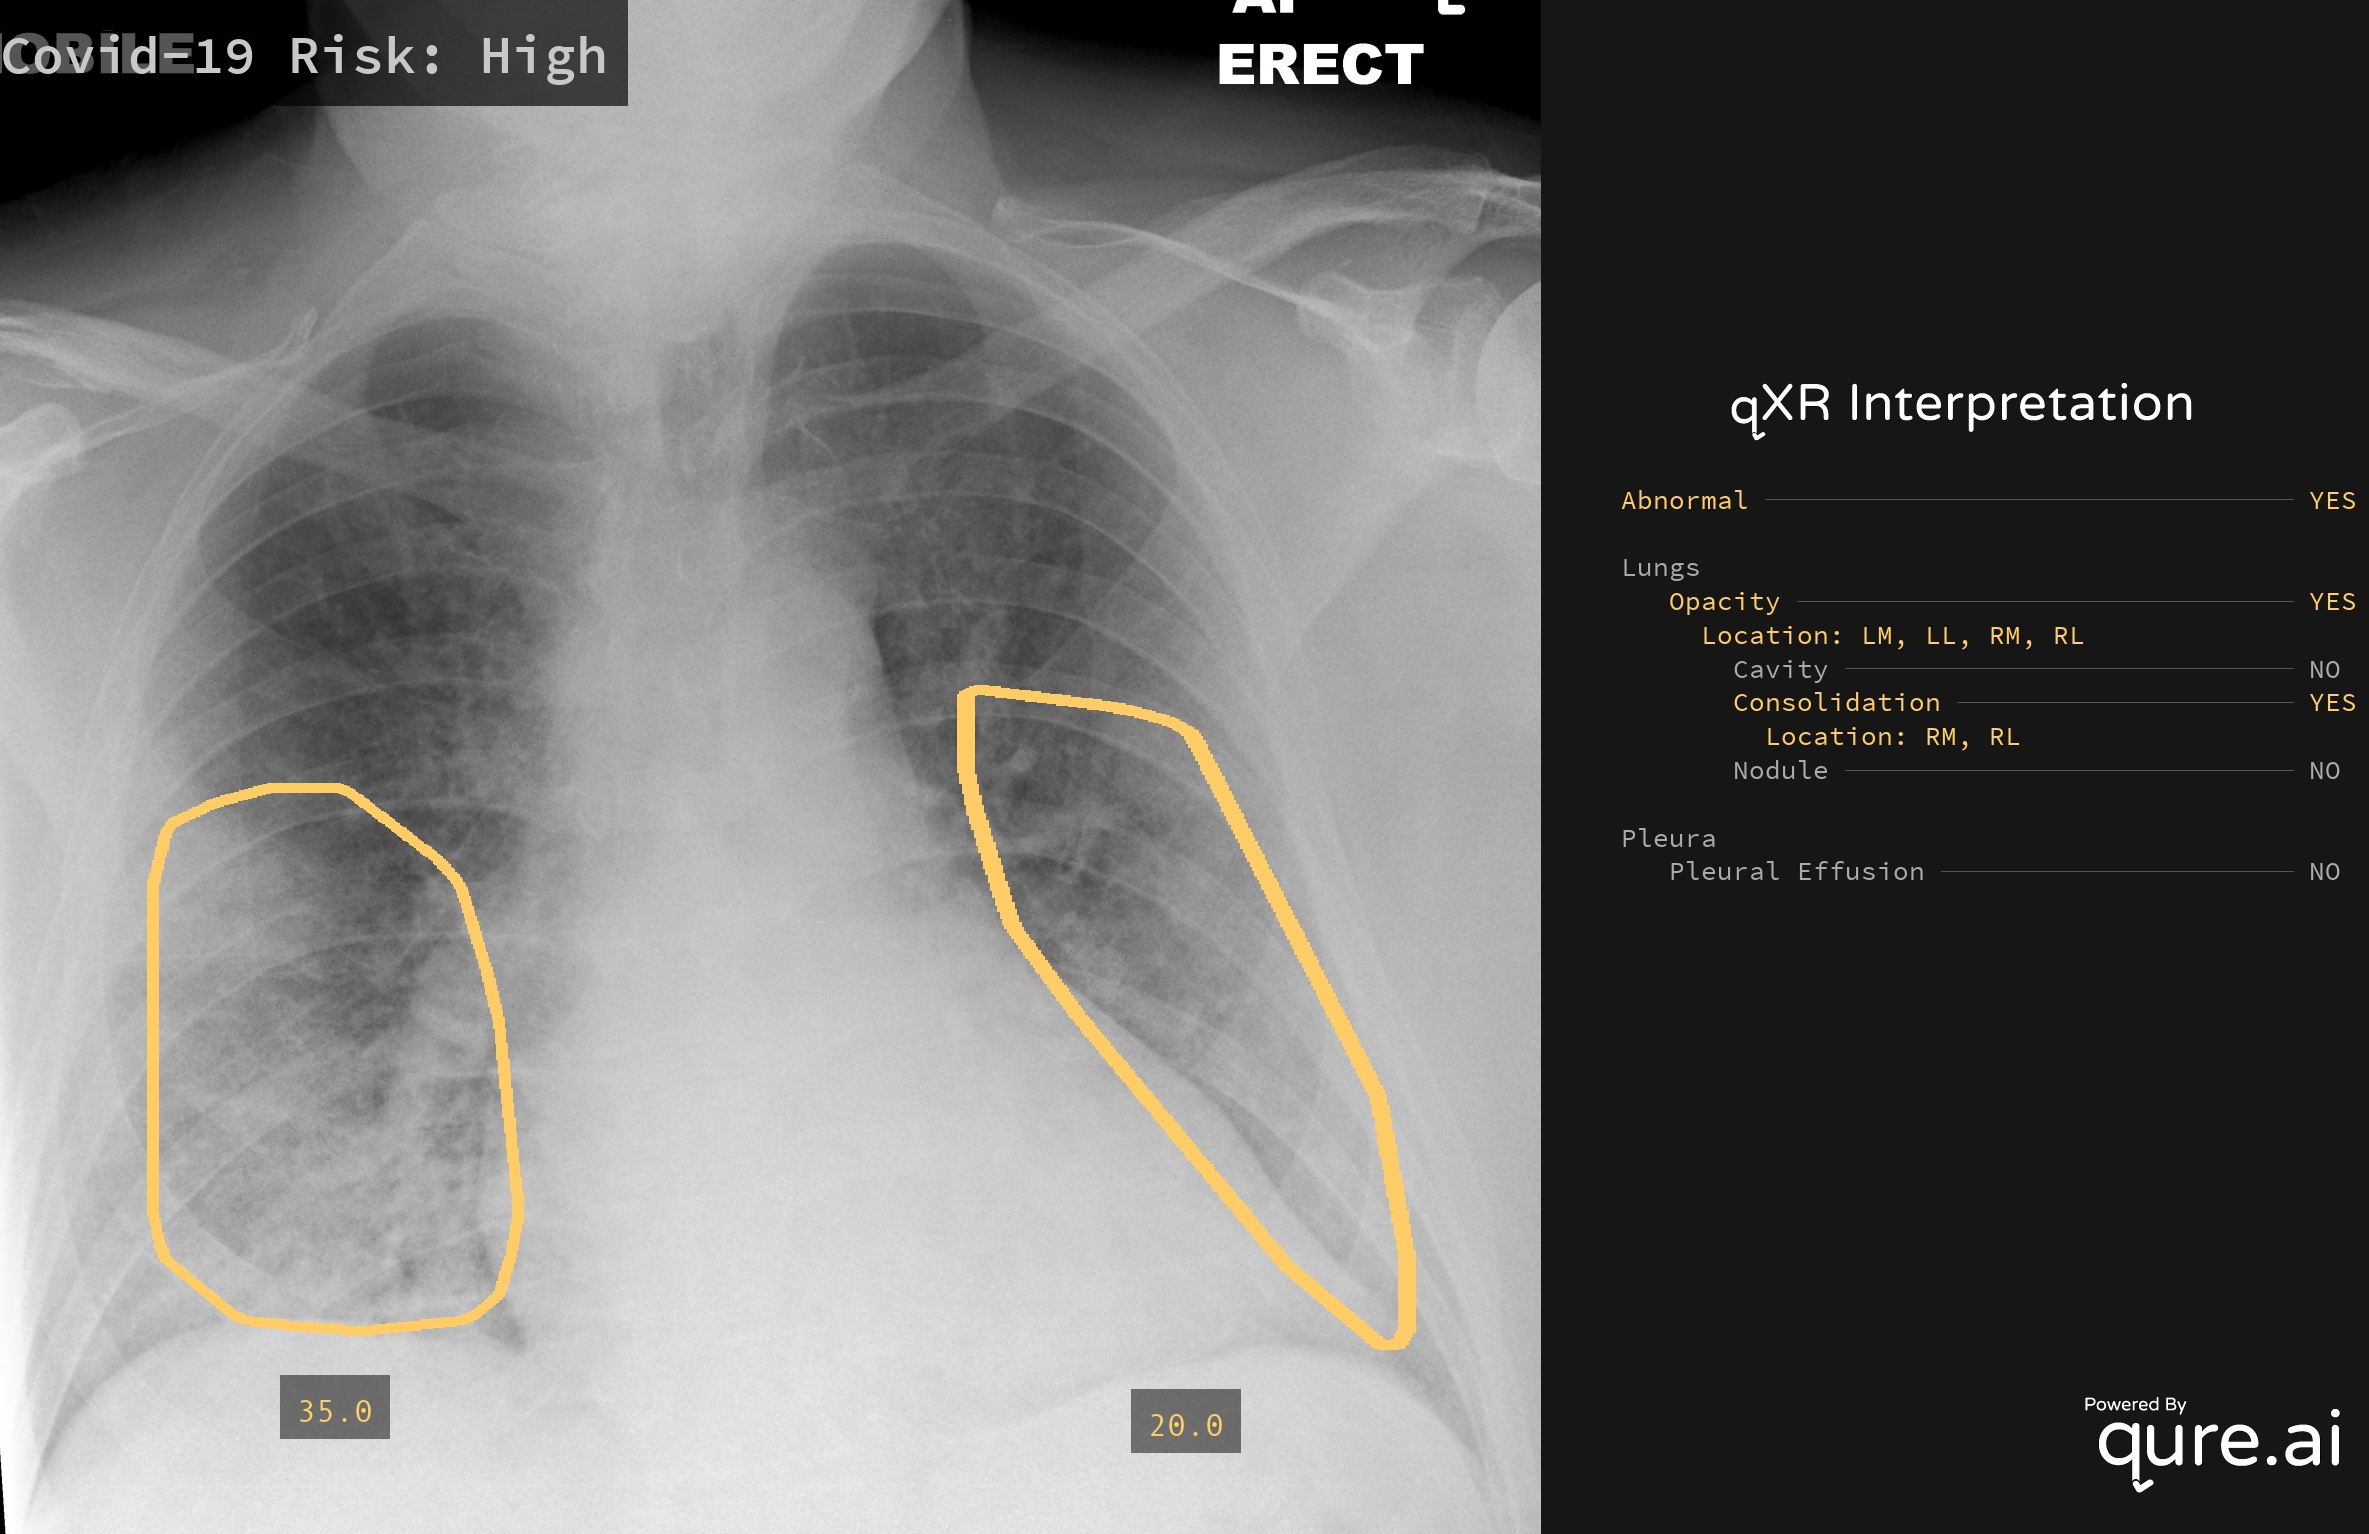 Covid-19 Risk: High
ERECT
35.0
20.0
qXR Interpretation
Abnormal YES
Lungs
Opacity YES
Location: LM, LL, RM, RL
Cavity NO
Consolidation YES
Location: RM, RL
Nodule NO
Pleura
Pleural Effusion NO
Powered By
qure.ai